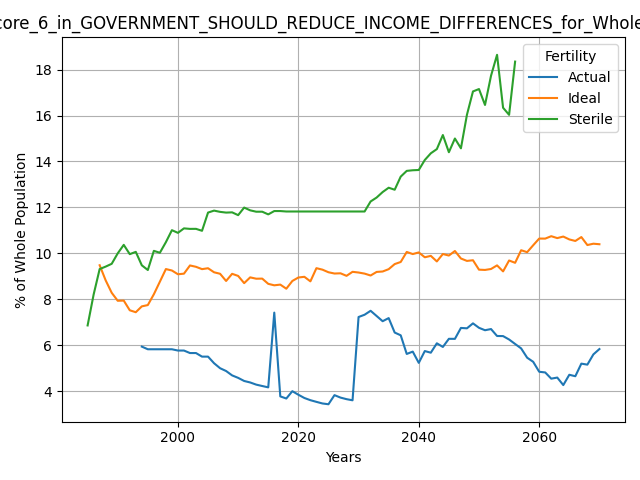 core_6_in_GOVERNMENT_SHOULD_REDUCE_INCOME_DIFFERENCES_for_Whole
Fertility
Actual
Ideal
Sterile
% of Whole Population
18
16
14
12
10
8
6
4
2000
2020
2040
2060
Years